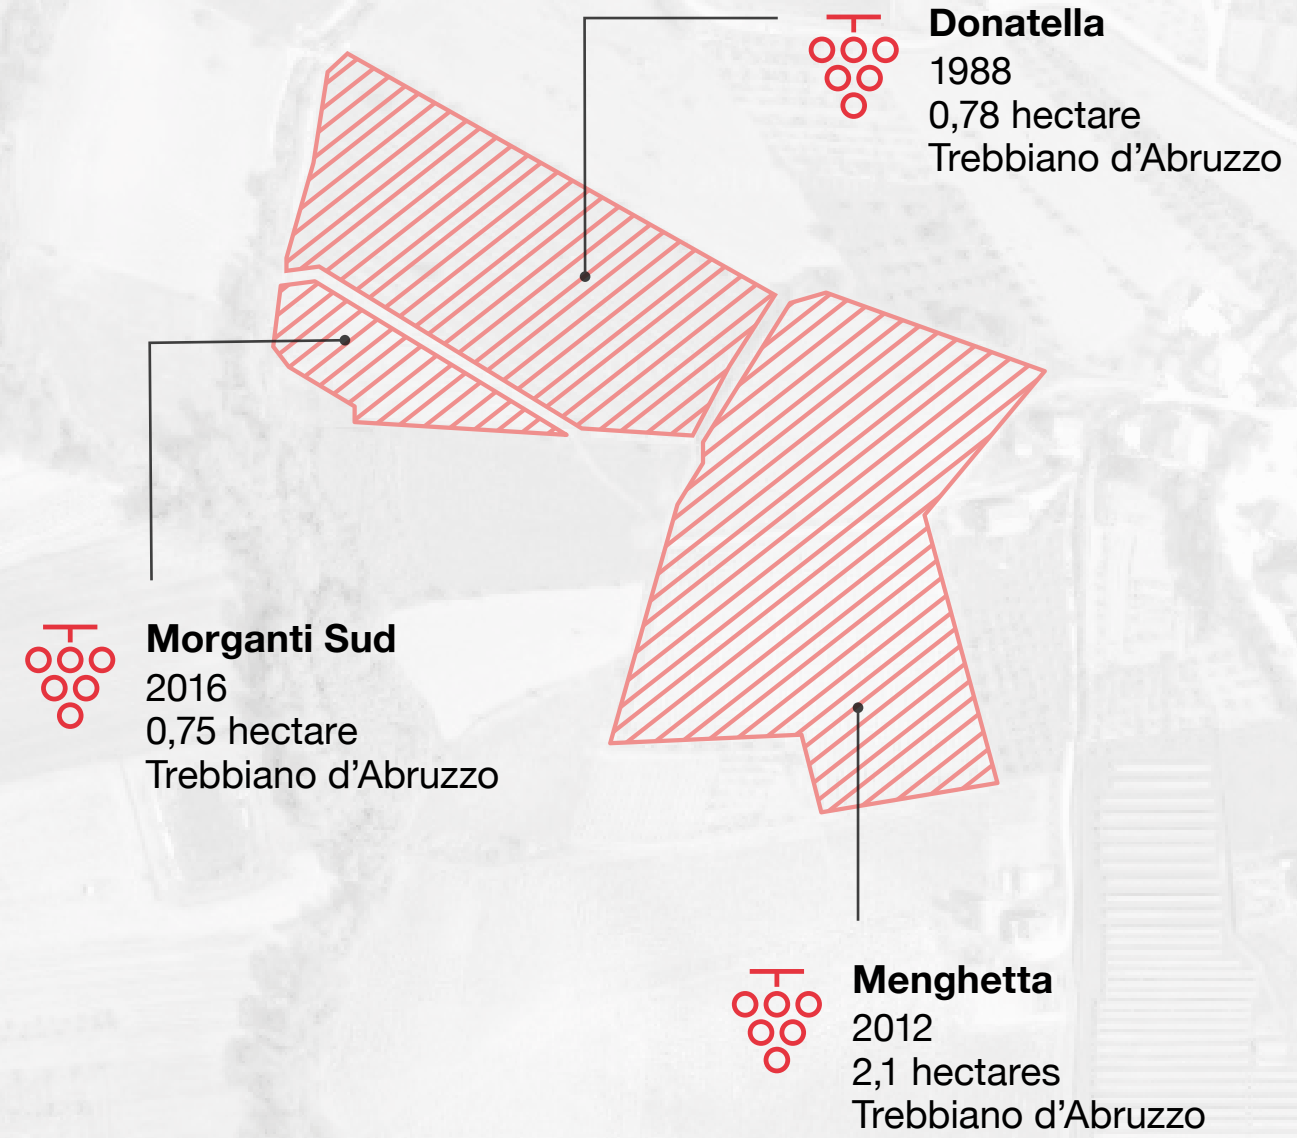 Donatella
1988
0,78 hectare
Trebbiano d’Abruzzo
Morganti Sud
2016
0,75 hectare
Trebbiano d’Abruzzo
Menghetta
2012
2,1 hectares
Trebbiano d’Abruzzo